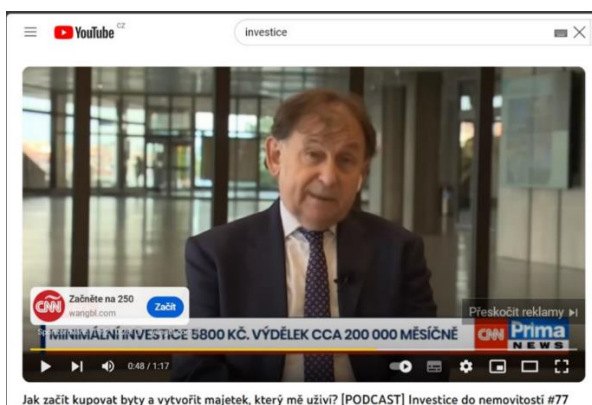 YouTube CZ
investice
Začněte na 250
wangbl.com
Začít
Přeskočit reklamy
MINIMÁLNÍ INVESTICE 5800 KČ. VÝDĚLEK CCA 200 000 MĚSÍČNĚ
CNN Prima
NEWS
0:48 / 1:17
Jak začít kupovat byty a vytvořit majetek, který mě uživí? [PODCAST] Investice do nemovitostí #77